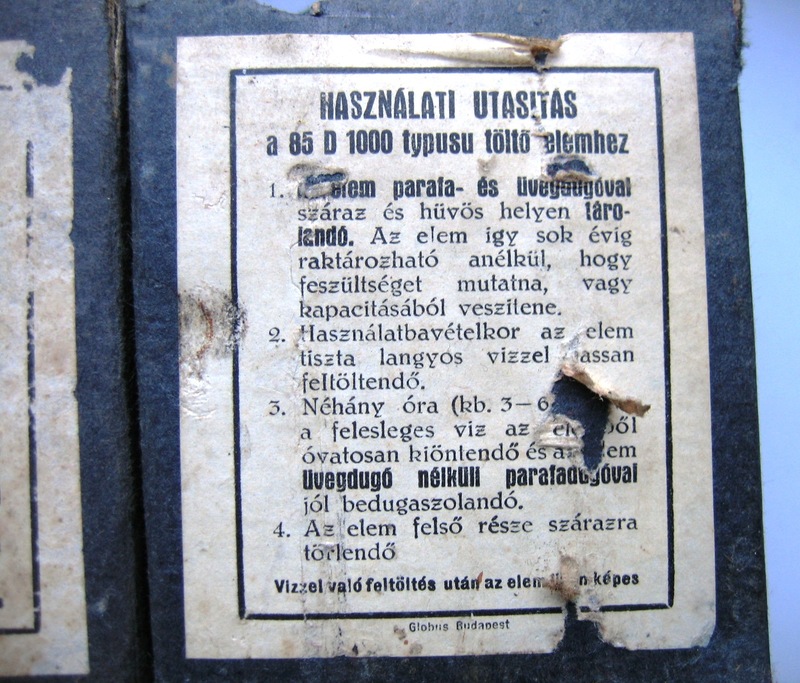 HASZNÁLATI UTASITÁS
a 85 D 1000 typusu töltő elemhez
1. elem parafa- és üvegdugóval
száraz és hüvös helyen táro-
landó. Az elem igy sok évig
raktározható anélkül, hogy
feszültséget mutatna, vagy
kapacitásából veszitene.
2. Használatbavételkor az elem
tiszta langyos vizzel lassan
feltöltendő.
3. Néhány óra (kb. 3–6
a felesleges viz az elemből
óvatosan kiöntendő és az elem
üvegdugó nélküli parafadugóval
jól bedugaszolandó.
4. Az elem felső része szárazra
törlendő
Vizzel való feltöltés után az elem képes
Globus Budapest